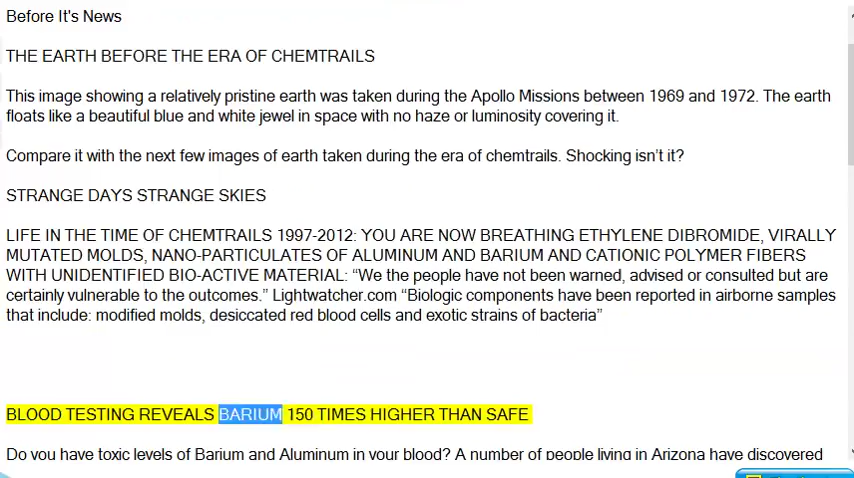 Before It's News
THE EARTH BEFORE THE ERA OF CHEMTRAILS
This image showing a relatively pristine earth was taken during the Apollo Missions between 1969 and 1972. The earth
floats like a beautiful blue and white jewel in space with no haze or luminosity covering it.
Compare it with the next few images of earth taken during the era of chemtrails. Shocking isn’t it?
STRANGE DAYS STRANGE SKIES
LIFE IN THE TIME OF CHEMTRAILS 1997-2012: YOU ARE NOW BREATHING ETHYLENE DIBROMIDE, VIRALLY
MUTATED MOLDS, NANO-PARTICULATES OF ALUMINUM AND BARIUM AND CATIONIC POLYMER FIBERS
WITH UNIDENTIFIED BIO-ACTIVE MATERIAL: “We the people have not been warned, advised or consulted but are
certainly vulnerable to the outcomes.” Lightwatcher.com “Biologic components have been reported in airborne samples
that include: modified molds, desiccated red blood cells and exotic strains of bacteria”
BLOOD TESTING REVEALS BARIUM 150 TIMES HIGHER THAN SAFE
Do you have toxic levels of Barium and Aluminum in your blood? A number of people living in Arizona have discovered